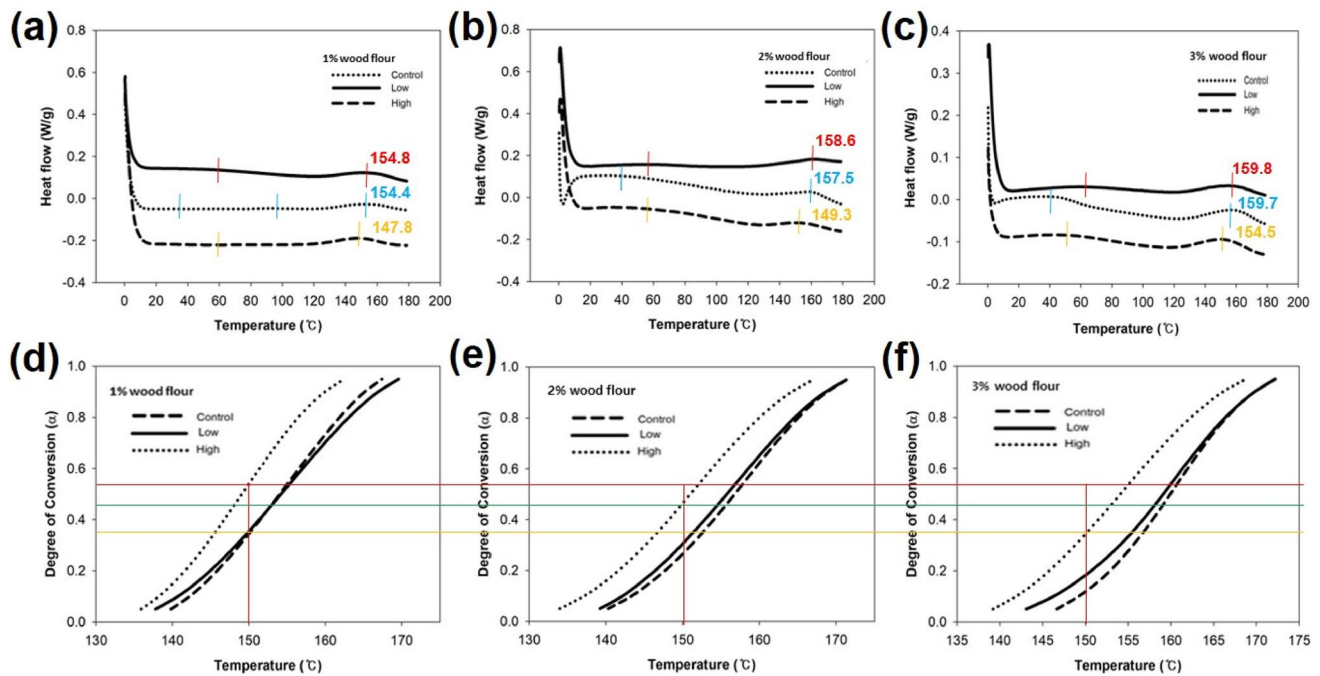 (a)
0.8
0.6
0.4
0.2
0.0
-0.2
-0.4
Heat flow (W/g)
1% wood flour
Control
Low
High
154.8
154.4
147.8
0 20 40 60 80 100 120 140 160 180 200
Temperature (℃)
(b)
0.8
0.6
0.4
0.2
0.0
-0.2
-0.4
Heat flow (W/g)
2% wood flour
Control
Low
High
158.6
157.5
149.3
0 20 40 60 80 100 120 140 160 180 200
Temperature (℃)
(c)
0.4
0.3
0.2
0.1
0.0
-0.1
-0.2
Heat flow (W/g)
3% wood flour
Control
Low
High
159.8
159.7
154.5
0 20 40 60 80 100 120 140 160 180 200
Temperature (℃)
(d)
1.0
0.8
0.6
0.4
0.2
0.0
Degree of Conversion (α)
1% wood flour
Control
Low
High
130 140 150 160 170
Temperature (℃)
(e)
1.0
0.8
0.6
0.4
0.2
0.0
Degree of Conversion (α)
2% wood flour
Control
Low
High
130 140 150 160 170
Temperature (℃)
(f)
1.0
0.8
0.6
0.4
0.2
0.0
Degree of Conversion (α)
3% wood flour
Control
Low
High
135 140 145 150 155 160 165 170 175
Temperature (℃)